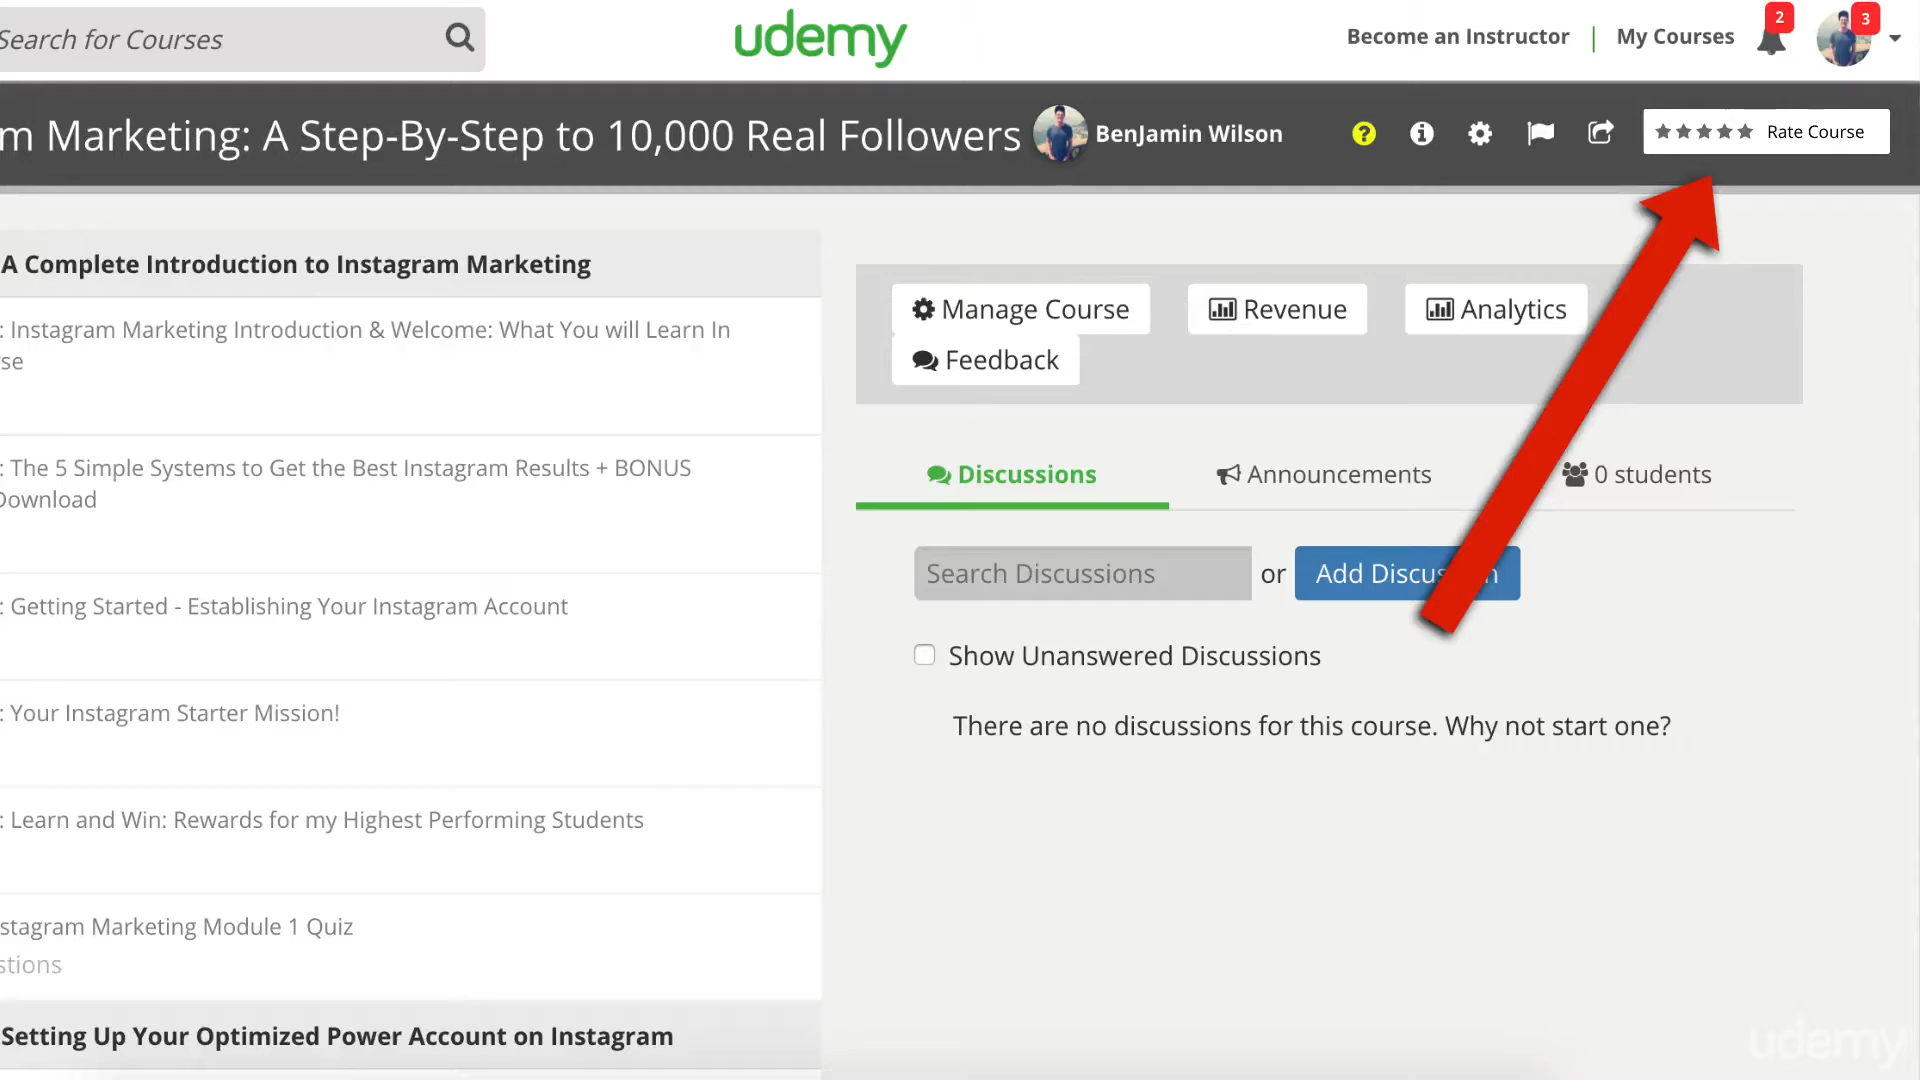 Search for Courses
udemy
Become an Instructor
My Courses
2
3
m Marketing: A Step-By-Step to 10,000 Real Followers
BenJamin Wilson
Rate Course
A Complete Introduction to Instagram Marketing
: Instagram Marketing Introduction & Welcome: What You will Learn In
se
: The 5 Simple Systems to Get the Best Instagram Results + BONUS
Download
: Getting Started - Establishing Your Instagram Account
: Your Instagram Starter Mission!
: Learn and Win: Rewards for my Highest Performing Students
stagram Marketing Module 1 Quiz
stions
Setting Up Your Optimized Power Account on Instagram
Manage Course
Revenue
Analytics
Feedback
Discussions
Announcements
0 students
Search Discussions
or
Add Discus n
Show Unanswered Discussions
There are no discussions for this course. Why not start one?
udemy